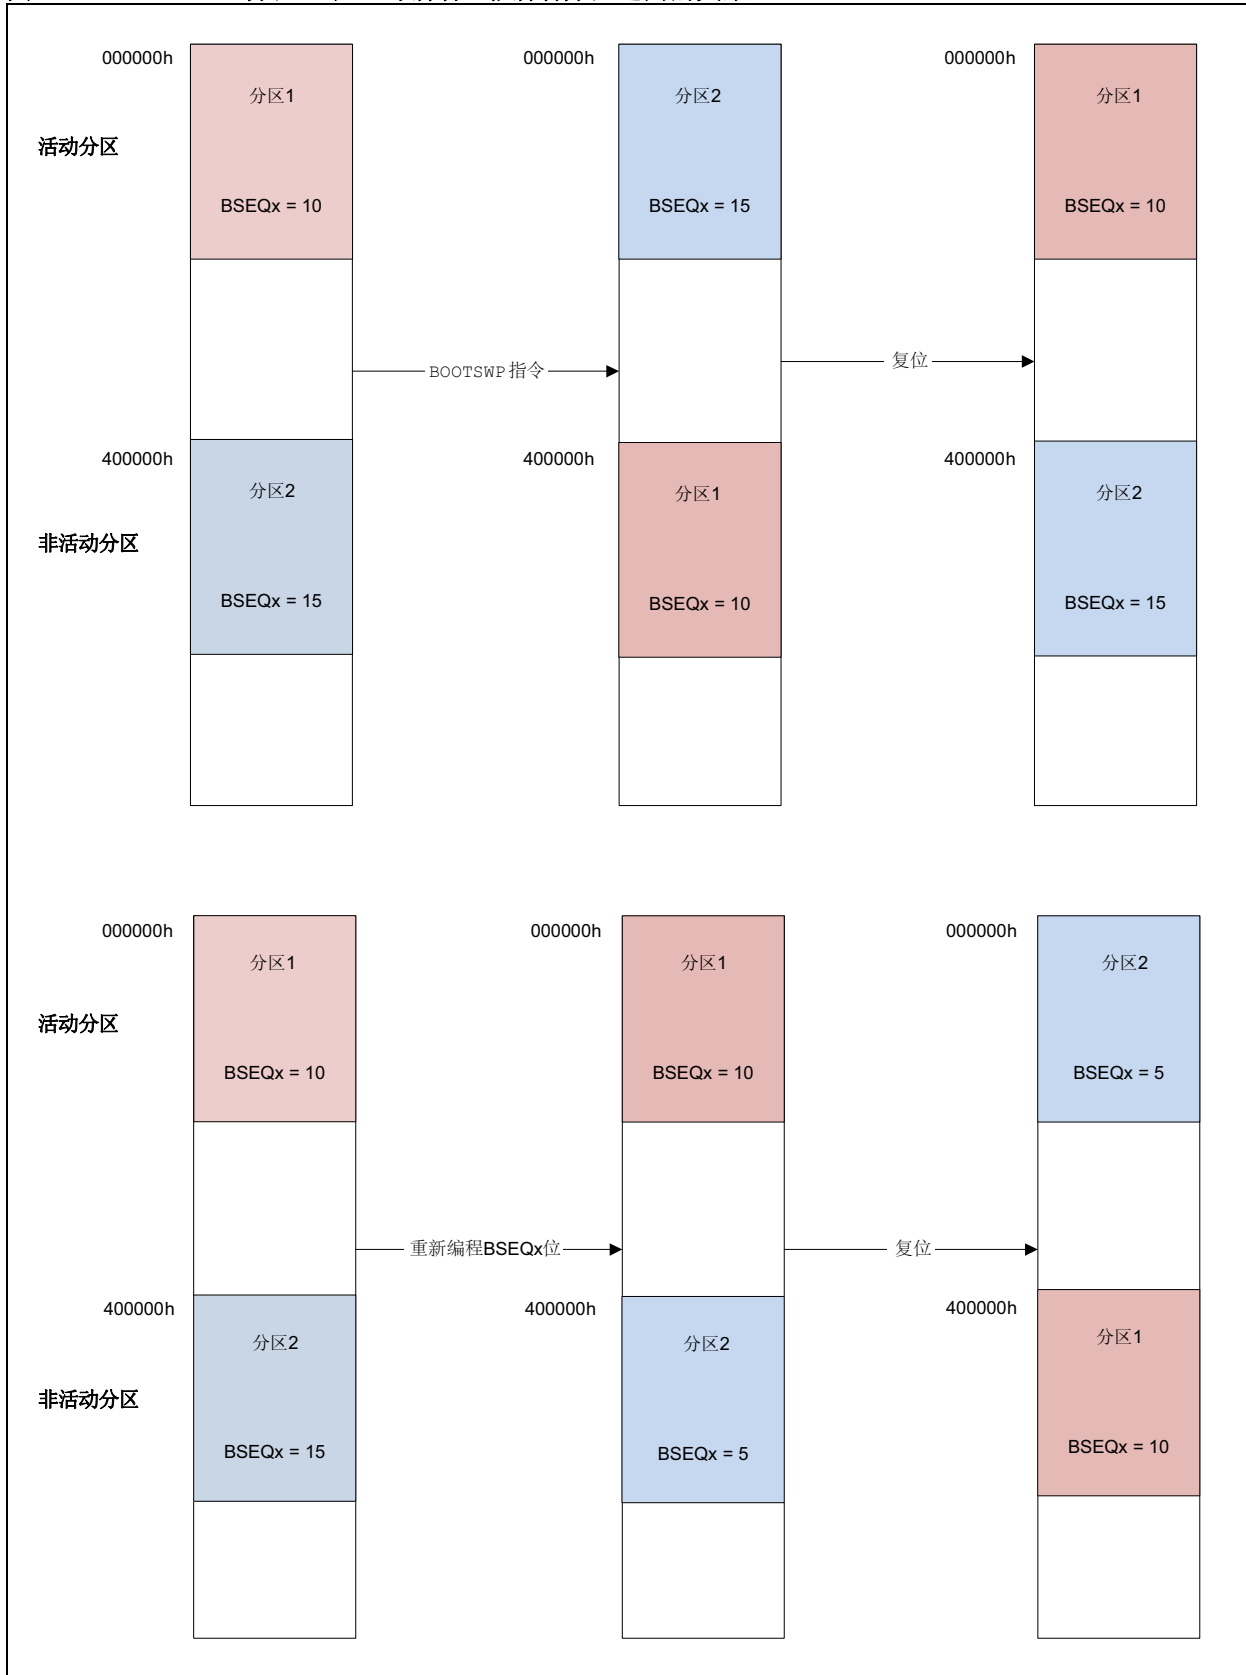 000000h 000000h 000000h
分区1 分区2 分区1
活动分区
BSEQx = 10 BSEQx = 15 BSEQx = 10
BOOTSWP 指令 复位
400000h 400000h 400000h
分区2 分区1 分区2
非活动分区
BSEQx = 15 BSEQx = 10 BSEQx = 15
000000h 000000h 000000h
分区1 分区1 分区2
活动分区
BSEQx = 10 BSEQx = 10 BSEQx = 5
重新编程BSEQx位 复位
400000h 400000h 400000h
分区2 分区2 分区1
非活动分区
BSEQx = 15 BSEQx = 5 BSEQx = 10